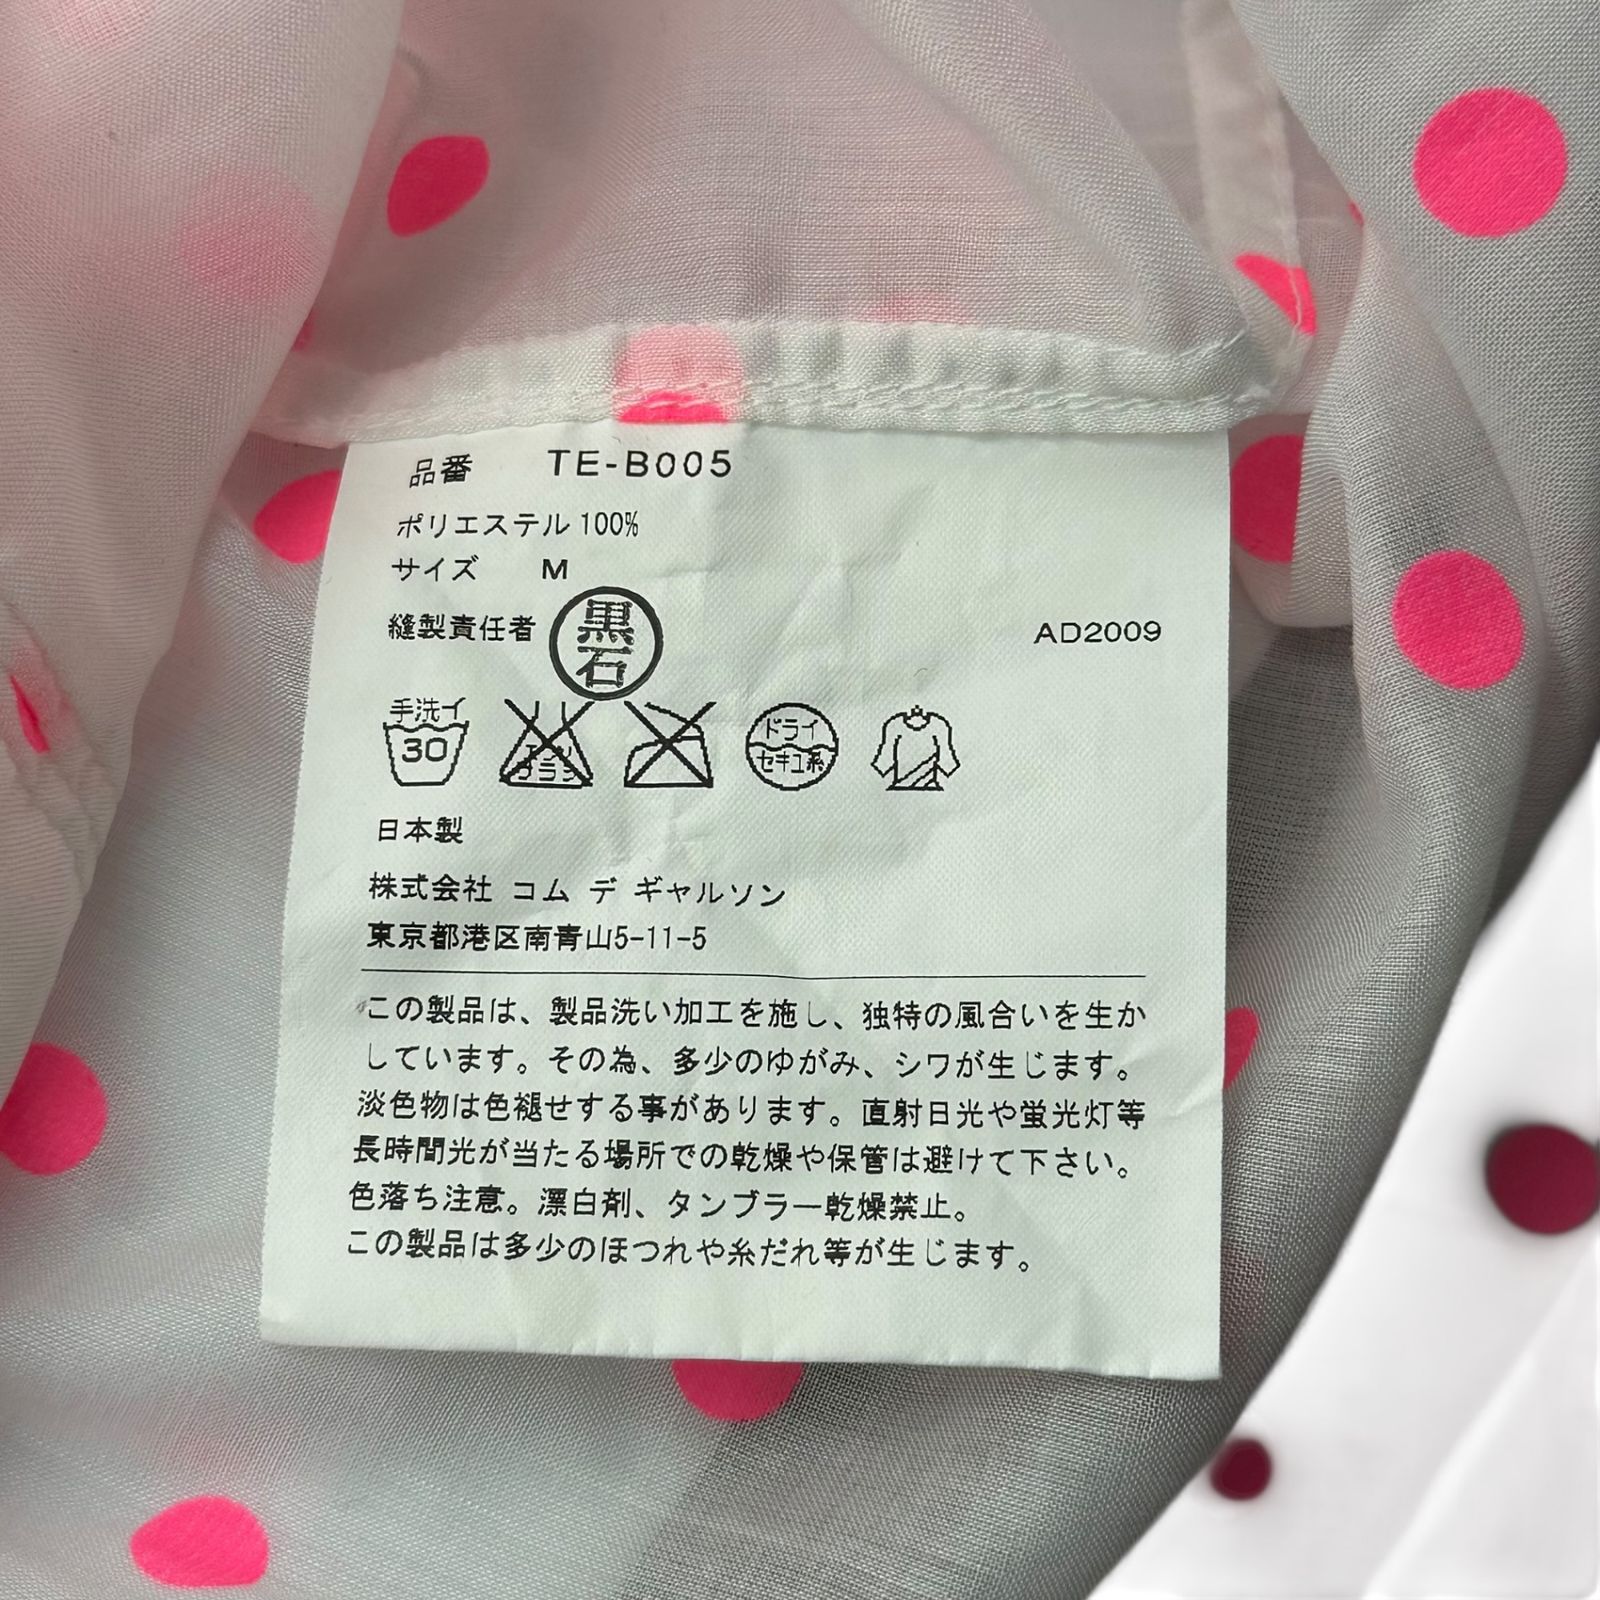 品番 TE-B005
ポリエステル 100%
サイズ M
縫製責任者 黒石 AD2009
手洗イ 30 エンソ サラシ ドライ セキユ系
日本製
株式会社 コム デ ギャルソン
東京都港区南青山5-11-5
この製品は、製品洗い加工を施し、独特の風合いを生か
しています。その為、多少のゆがみ、シワが生じます。
淡色物は色褪せする事があります。直射日光や蛍光灯等
長時間光が当たる場所での乾燥や保管は避けて下さい。
色落ち注意。漂白剤、タンブラー乾燥禁止。
この製品は多少のほつれや糸だれ等が生じます。